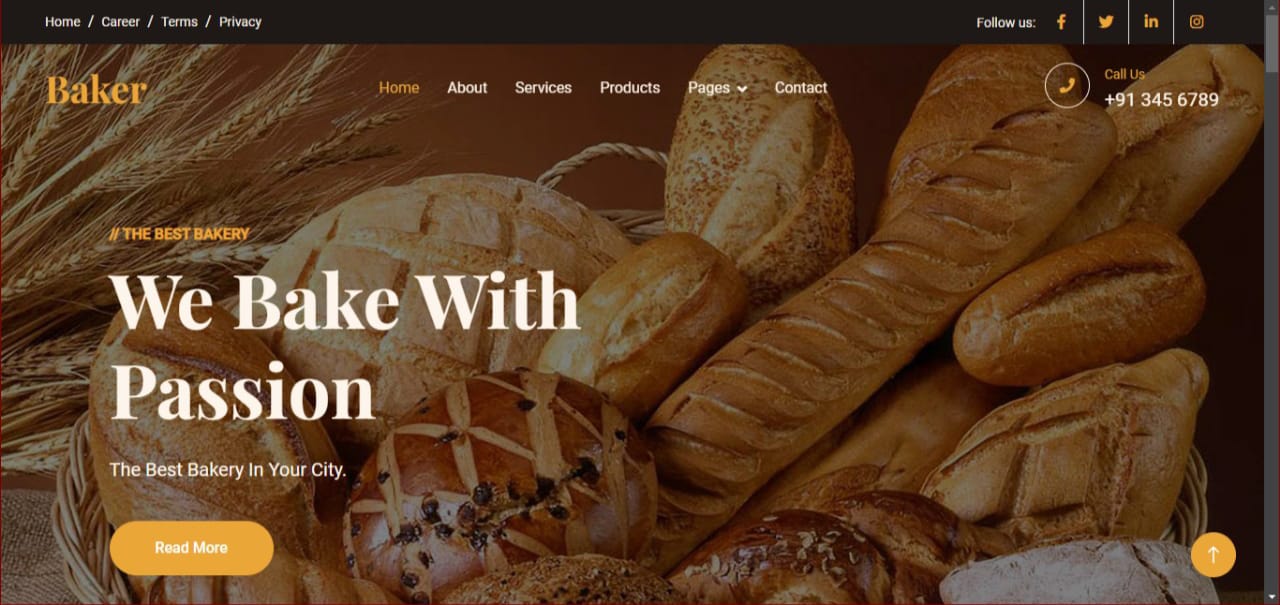 Home / Career / Terms / Privacy
Follow us:
Baker
Home About Services Products Pages Contact
Call Us
+91 345 6789
// THE BEST BAKERY
We Bake With
Passion
The Best Bakery In Your City.
Read More